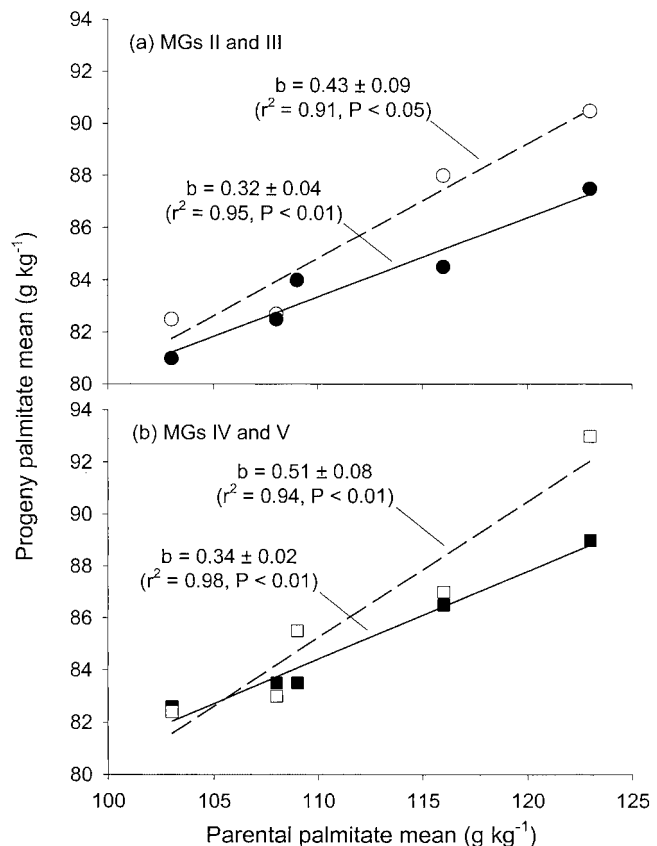 94
(a) MGs II and III
92
b = 0.43 ± 0.09
(r² = 0.91, P < 0.05)
90
88
b = 0.32 ± 0.04
(r² = 0.95, P < 0.01)
86
84
82
80
94
(b) MGs IV and V
92
b = 0.51 ± 0.08
(r² = 0.94, P < 0.01)
90
88
b = 0.34 ± 0.02
(r² = 0.98, P < 0.01)
86
84
82
80
Progeny palmitate mean (g kg⁻¹)
100 105 110 115 120 125
Parental palmitate mean (g kg⁻¹)